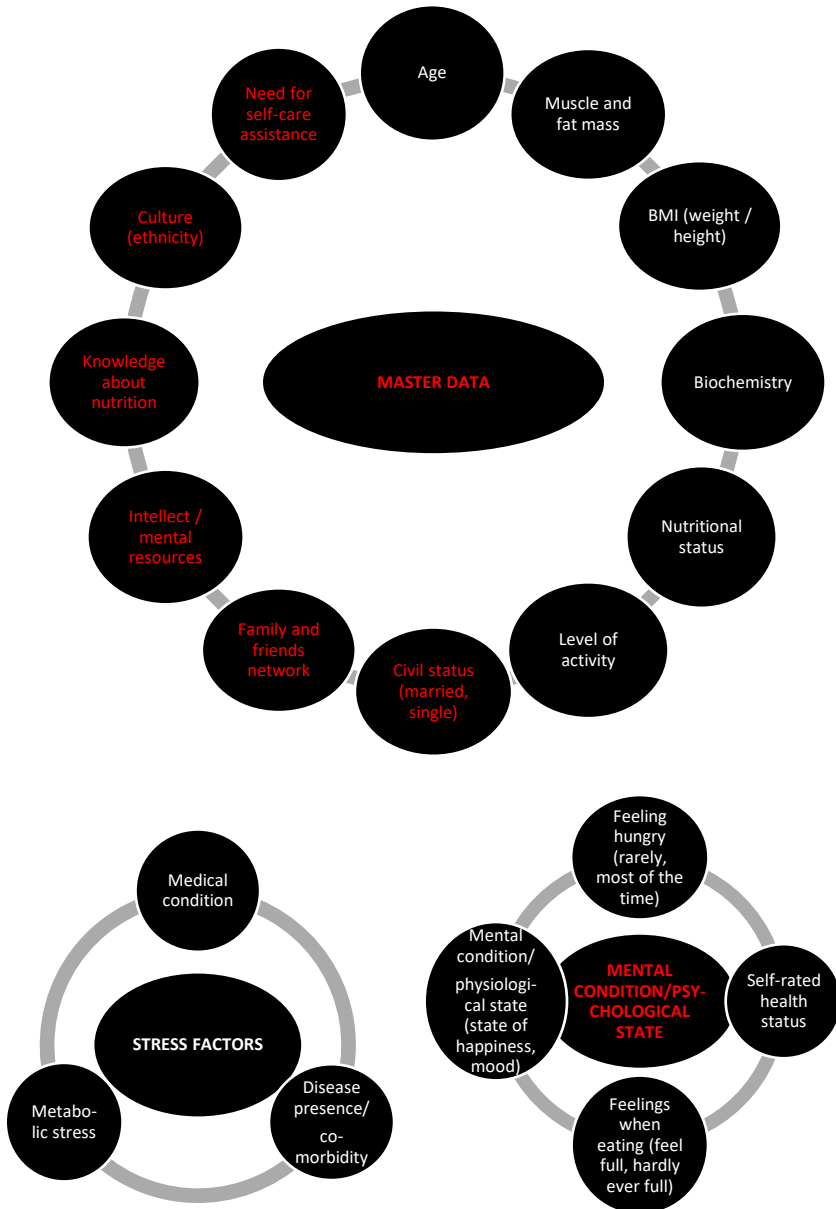 Age
Muscle and
fat mass
BMI (weight /
height)
Biochemistry
Nutritional
status
Level of
activity
Civil status
(married,
single)
Family and
friends
network
Intellect /
mental
resources
Knowledge
about
nutrition
Culture
(ethnicity)
Need for
self-care
assistance
MASTER DATA
Medical
condition
Disease
presence/
co-
morbidity
Metabo-
lic stress
STRESS FACTORS
Feeling
hungry
(rarely,
most of the
time)
Self-rated
health
status
Feelings
when
eating (feel
full, hardly
ever full)
Mental
condition/
physiologi-
cal state
(state of
happiness,
mood)
MENTAL
CONDITION/PSY-
CHOLOGICAL
STATE